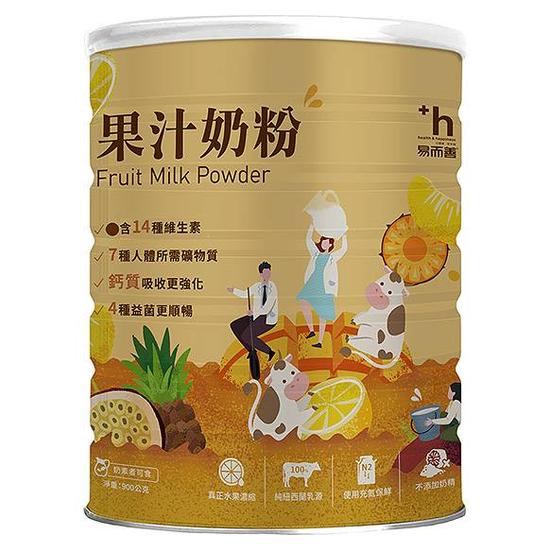 果汁奶粉
Fruit Milk Powder
+h
health & happiness
易而善
含14種維生素
7種人體所需礦物質
鈣質吸收更強化
4種益菌更順暢
奶素者可食
淨重:900公克
100%
N2
真正水果濃縮
純紐西蘭乳源
使用充氮保鮮
不添加奶精